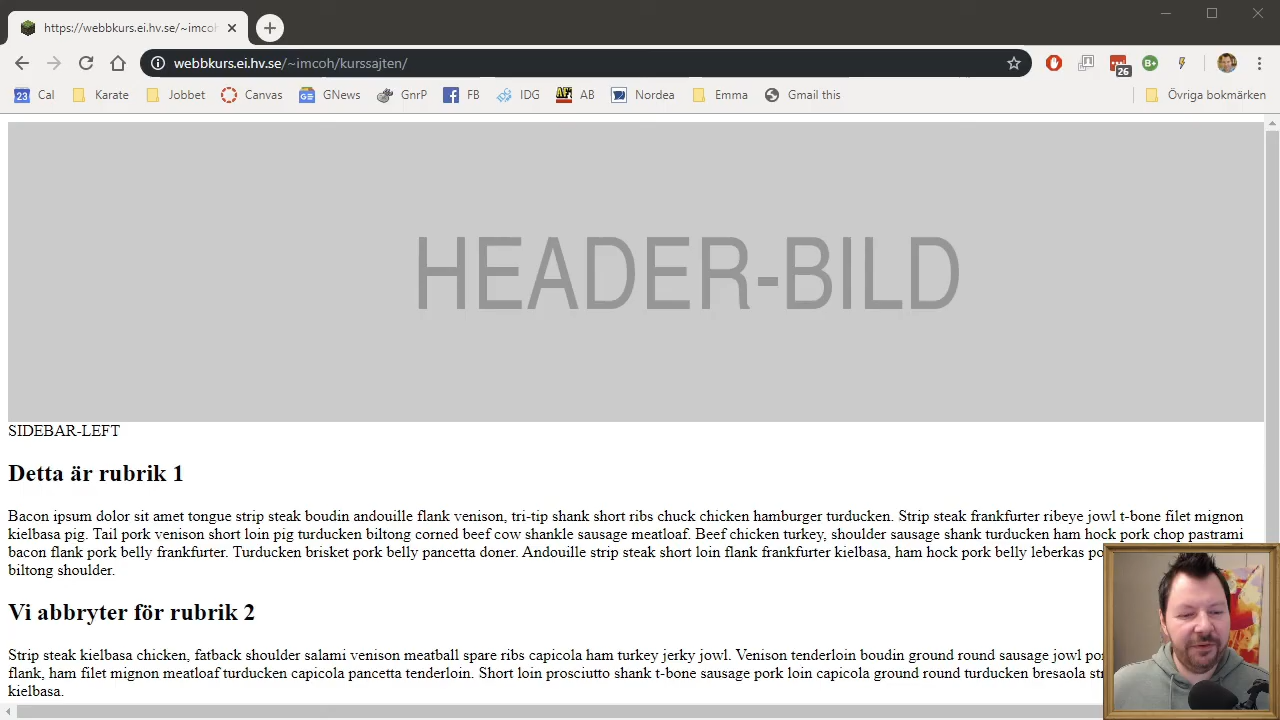 https://webbkurs.ei.hv.se/~imcoh
webbkurs.ei.hv.se/~imcoh/kurssajten/
26
B+
23 Cal Karate Jobbet Canvas GNews GnrP FB IDG AB Nordea Emma Gmail this Övriga bokmärken
HEADER-BILD
SIDEBAR-LEFT
Detta är rubrik 1
Bacon ipsum dolor sit amet tongue strip steak boudin andouille flank venison, tri-tip shank short ribs chuck chicken hamburger turducken. Strip steak frankfurter ribeye jowl t-bone filet mignon
kielbasa pig. Tail pork venison short loin pig turducken biltong corned beef cow shankle sausage meatloaf. Beef chicken turkey, shoulder sausage shank turducken ham hock pork chop pastrami
bacon flank pork belly frankfurter. Turducken brisket pork belly pancetta doner. Andouille strip steak short loin flank frankfurter kielbasa, ham hock pork belly leberkas po
biltong shoulder.
Vi abbryter för rubrik 2
Strip steak kielbasa chicken, fatback shoulder salami venison meatball spare ribs capicola ham turkey jerky jowl. Venison tenderloin boudin ground round sausage jowl po
flank, ham filet mignon meatloaf turducken capicola pancetta tenderloin. Short loin prosciutto shank t-bone sausage pork loin capicola ground round turducken bresaola st
kielbasa.